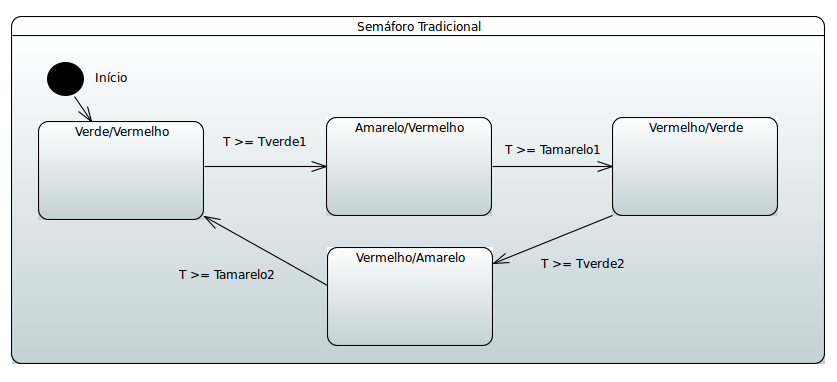 Semáforo Tradicional
Início
Verde/Vermelho
T >= Tverde1
Amarelo/Vermelho
T >= Tamarelo1
Vermelho/Verde
T >= Tverde2
Vermelho/Amarelo
T >= Tamarelo2